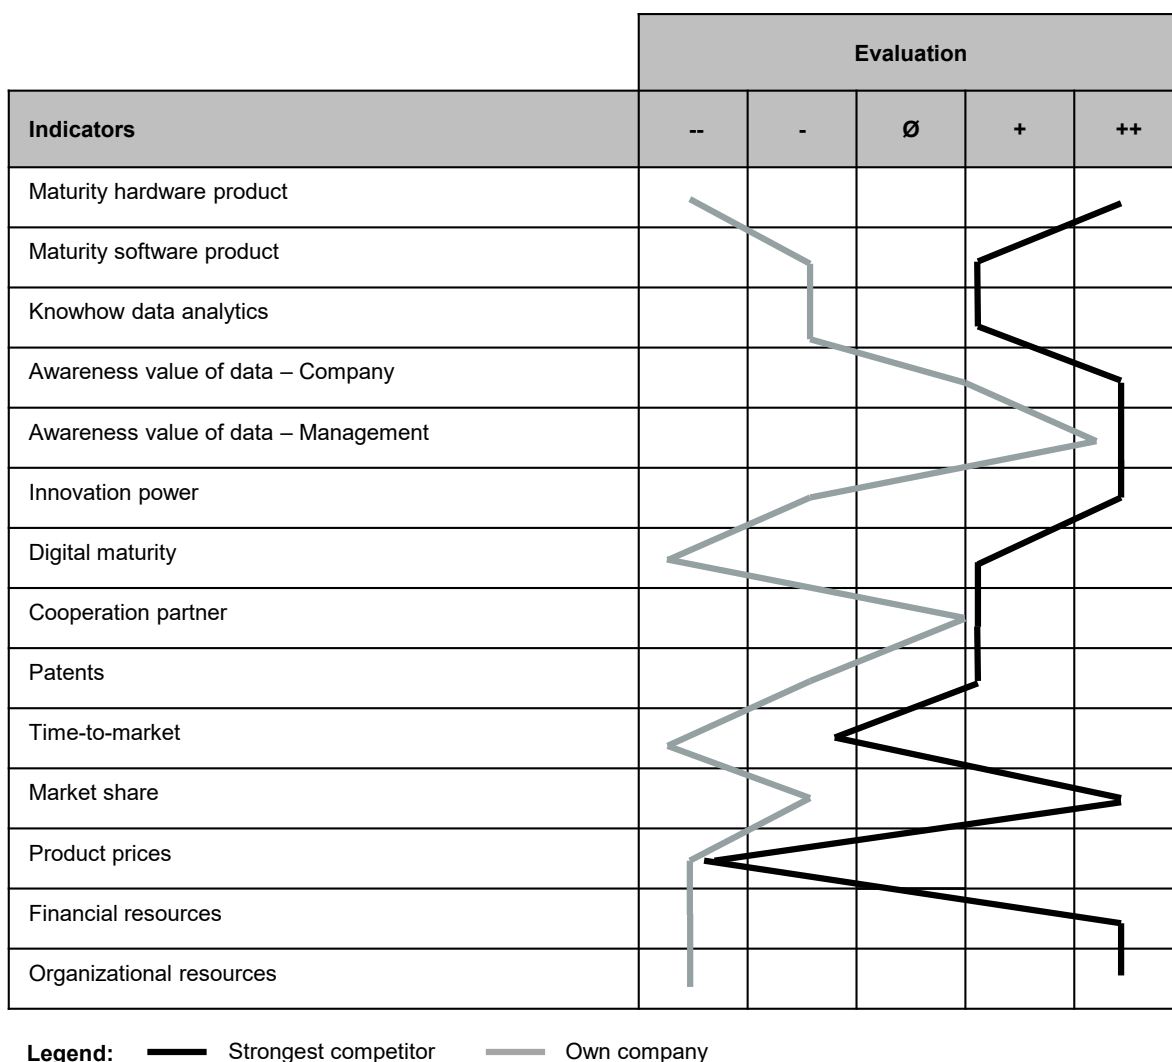 Evaluation
Indicators -- - Ø + ++
Maturity hardware product
Maturity software product
Knowhow data analytics
Awareness value of data – Company
Awareness value of data – Management
Innovation power
Digital maturity
Cooperation partner
Patents
Time-to-market
Market share
Product prices
Financial resources
Organizational resources
Legend: Strongest competitor Own company